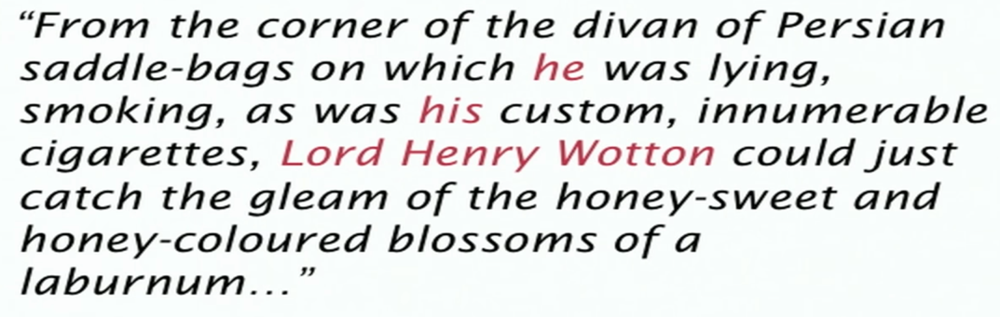 “From the corner of the divan of Persian
saddle-bags on which he was lying,
smoking, as was his custom, innumerable
cigarettes, Lord Henry Wotton could just
catch the gleam of the honey-sweet and
honey-coloured blossoms of a
laburnum...”